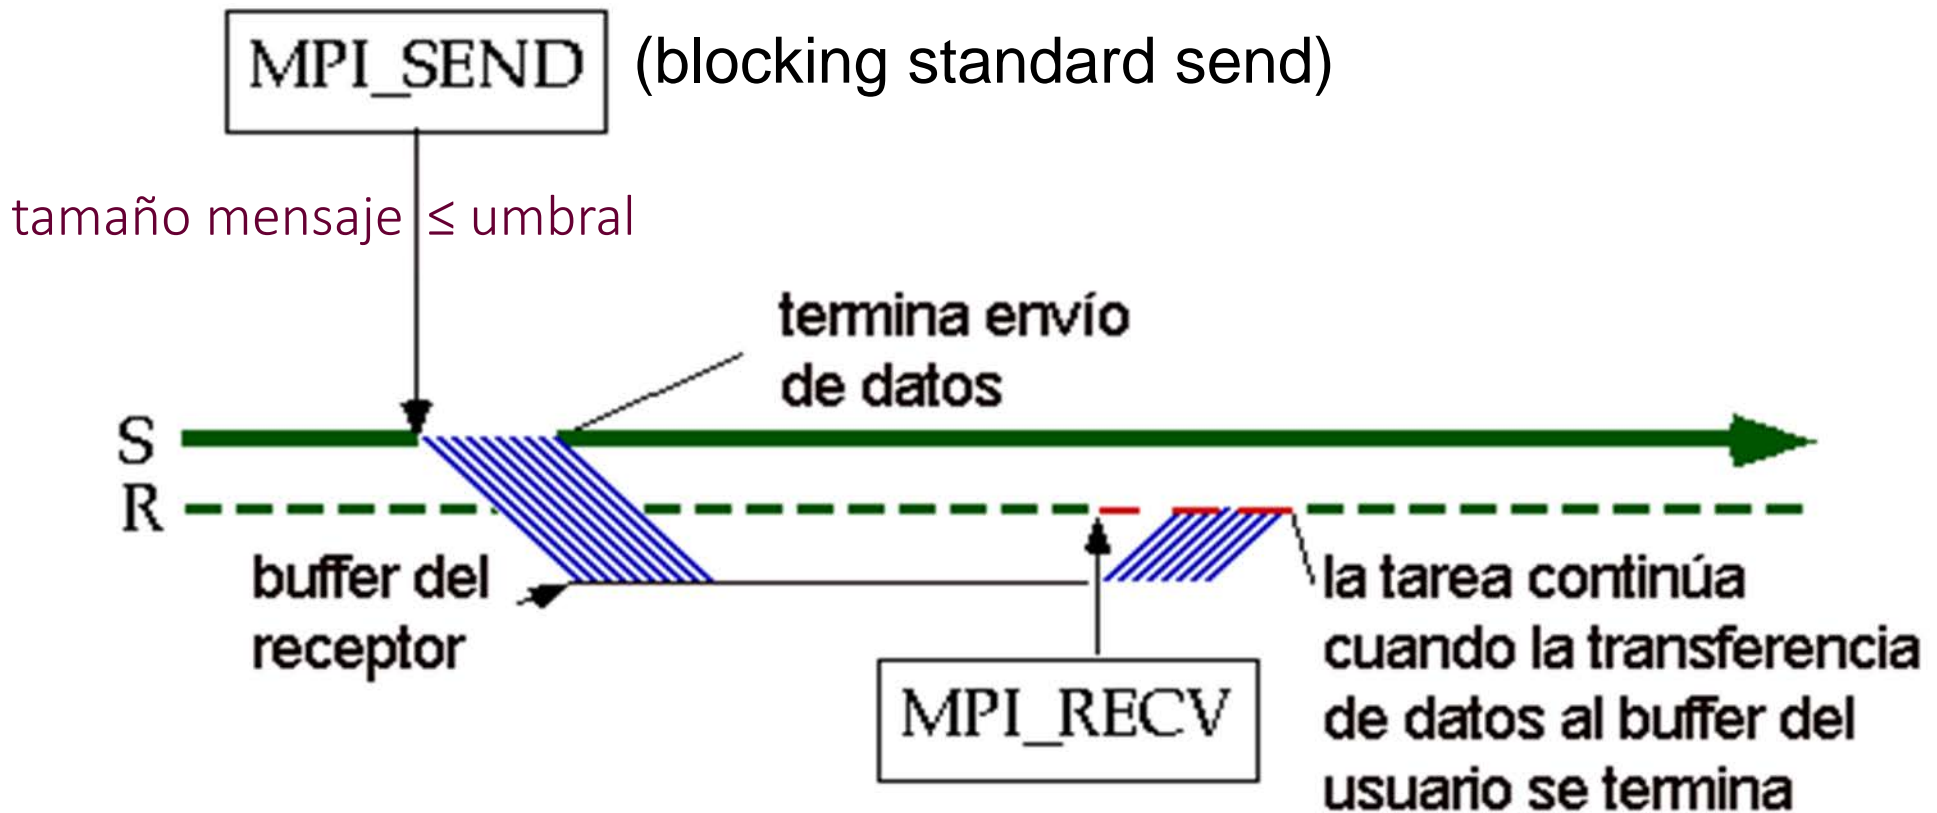 MPI_SEND (blocking standard send)
tamaño mensaje ≤ umbral
termina envío
de datos
S
R
buffer del
receptor
MPI_RECV
la tarea continúa
cuando la transferencia
de datos al buffer del
usuario se termina